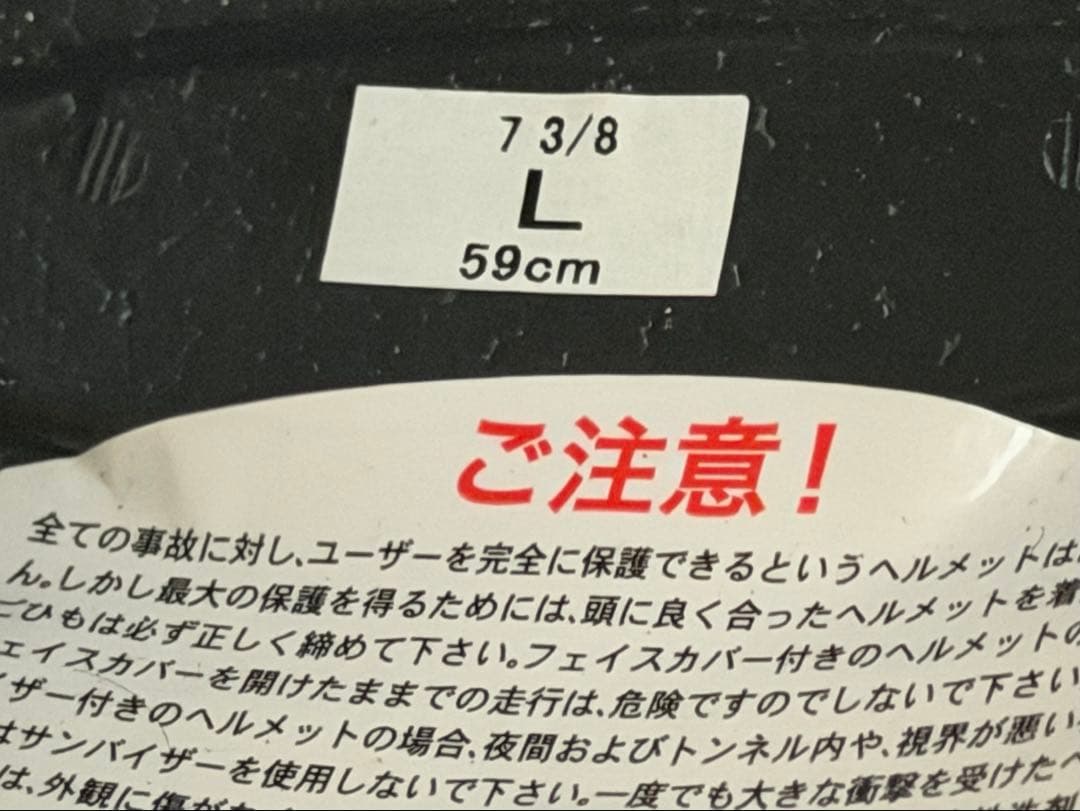 7 3/8
L
59cm
ご注意!
全ての事故に対し、ユーザーを完全に保護できるというヘルメットは
ん。しかし最大の保護を得るためには、頭に良く合ったヘルメットを着
ごひもは必ず正しく締めて下さい。フェイスカバー付きのヘルメットの
ェイスカバーを開けたままでの走行は、危険ですのでしないで下さい
イザー付きのヘルメットの場合、夜間およびトンネル内や、視界が悪い
はサンバイザーを使用しないで下さい。一度でも大きな衝撃を受けたヘ
は、外観に傷が